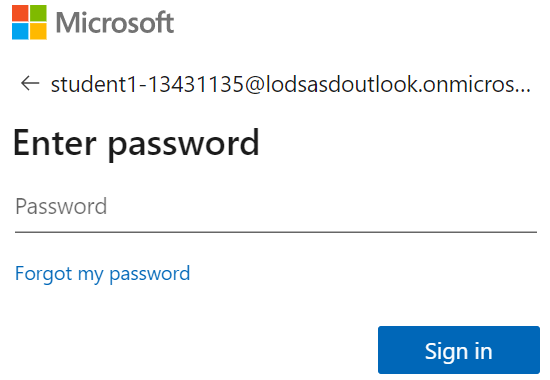 Microsoft
← student1-13431135@lodsasdoutlook.onmicros...
Enter password
Password
Forgot my password
Sign in